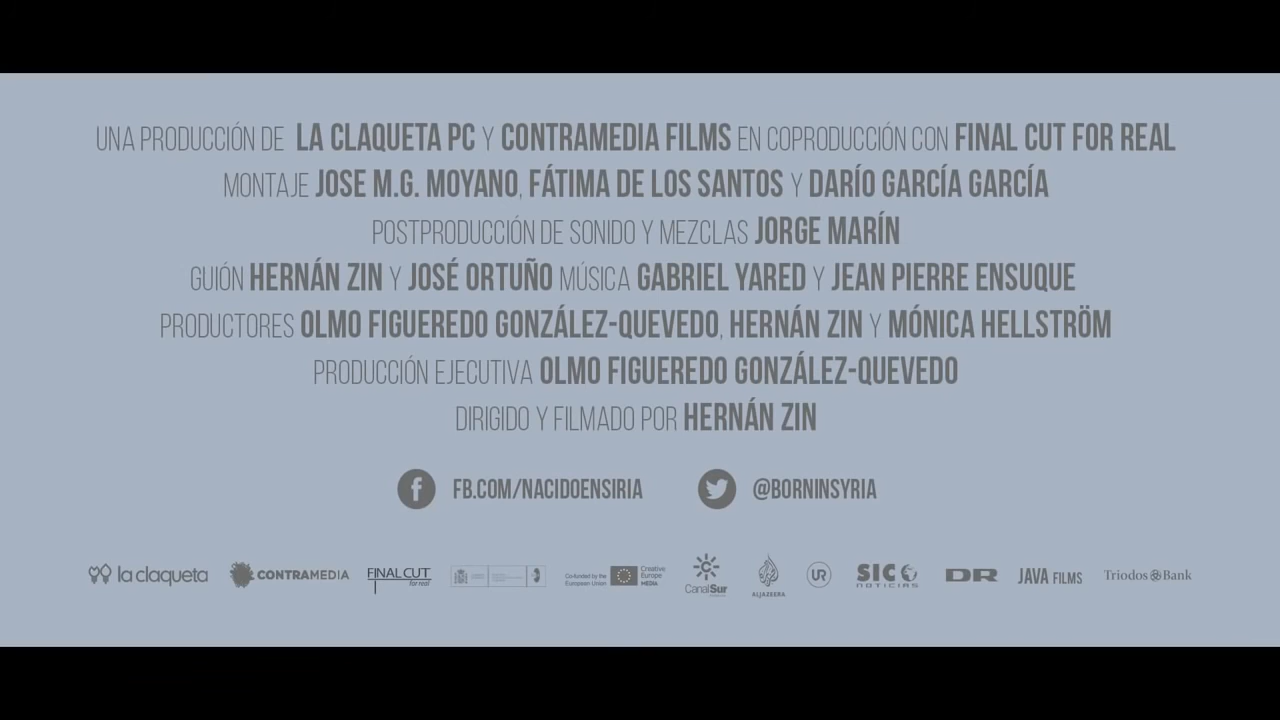 UNA PRODUCCIÓN DE LA CLAQUETA PC Y CONTRAMEDIA FILMS EN COPRODUCCIÓN CON FINAL CUT FOR REAL
MONTAJE JOSE M.G. MOYANO, FÁTIMA DE LOS SANTOS Y DARÍO GARCÍA GARCÍA
POSTPRODUCCIÓN DE SONIDO Y MEZCLAS JORGE MARÍN
GUIÓN HERNÁN ZIN Y JOSÉ ORTUÑO MÚSICA GABRIEL YARED Y JEAN PIERRE ENSUQUE
PRODUCTORES OLMO FIGUEREDO GONZÁLEZ-QUEVEDO, HERNÁN ZIN Y MÓNICA HELLSTRÖM
PRODUCCIÓN EJECUTIVA OLMO FIGUEREDO GONZÁLEZ-QUEVEDO
DIRIGIDO Y FILMADO POR HERNÁN ZIN
FB.COM/NACIDOENSIRIA @BORNINSYRIA
la claqueta
CONTRAMEDIA
FINAL CUT
for real
Co-funded by the
European Union
Creative
Europe
MEDIA
CanalSur
ALJAZEERA
UR
SIC
NOTÍCIAS
DR
JAVA FILMS
Triodos Bank